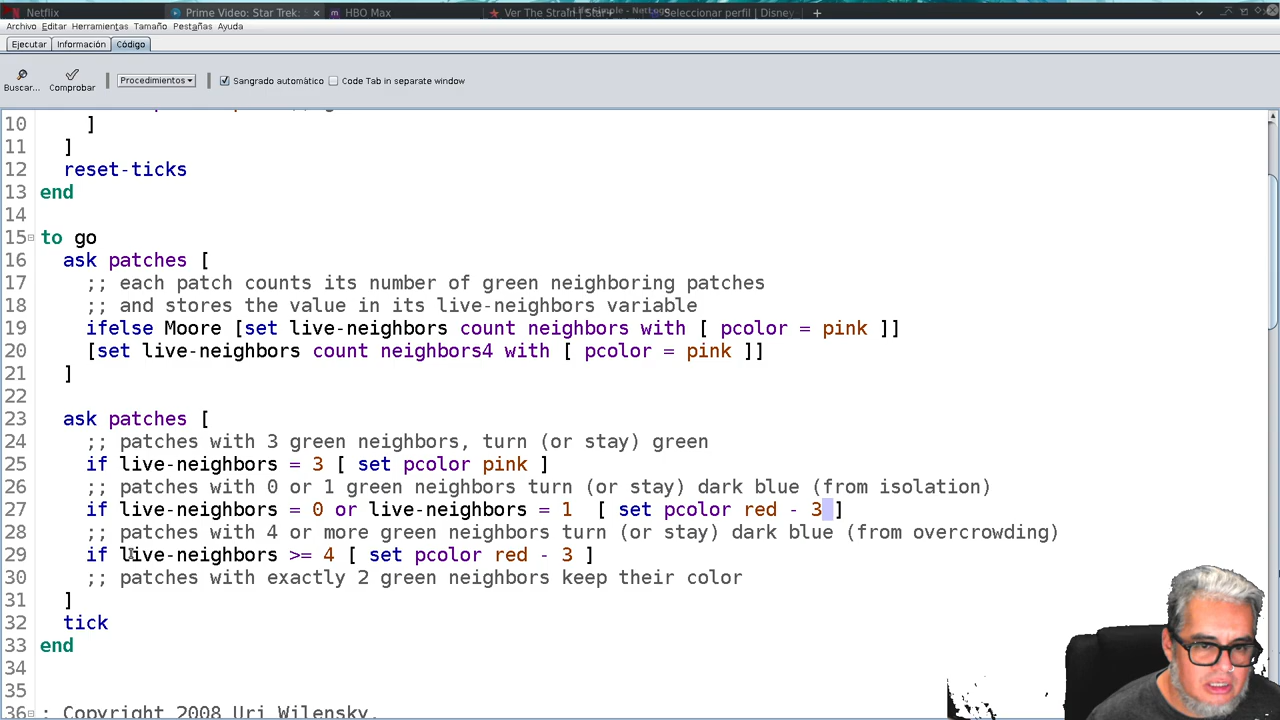 Netflix
Prime Video: Star Trek:
HBO Max
Ver The Strain | Star+
Seleccionar perfil | Disney
Archivo Editar Herramientas Tamaño Pestañas Ayuda
Ejecutar Información Código
Buscar... Comprobar Procedimientos Sangrado automático Code Tab in separate window
10 ]
11 ]
12 reset-ticks
13 end
14
15 to go
16 ask patches [
17 ;; each patch counts its number of green neighboring patches
18 ;; and stores the value in its live-neighbors variable
19 ifelse Moore [set live-neighbors count neighbors with [ pcolor = pink ]]
20 [set live-neighbors count neighbors4 with [ pcolor = pink ]]
21 ]
22
23 ask patches [
24 ;; patches with 3 green neighbors, turn (or stay) green
25 if live-neighbors = 3 [ set pcolor pink ]
26 ;; patches with 0 or 1 green neighbors turn (or stay) dark blue (from isolation)
27 if live-neighbors = 0 or live-neighbors = 1 [ set pcolor red - 3 ]
28 ;; patches with 4 or more green neighbors turn (or stay) dark blue (from overcrowding)
29 if live-neighbors >= 4 [ set pcolor red - 3 ]
30 ;; patches with exactly 2 green neighbors keep their color
31 ]
32 tick
33 end
34
35
36 ; Copyright 2008 Uri Wilensky.